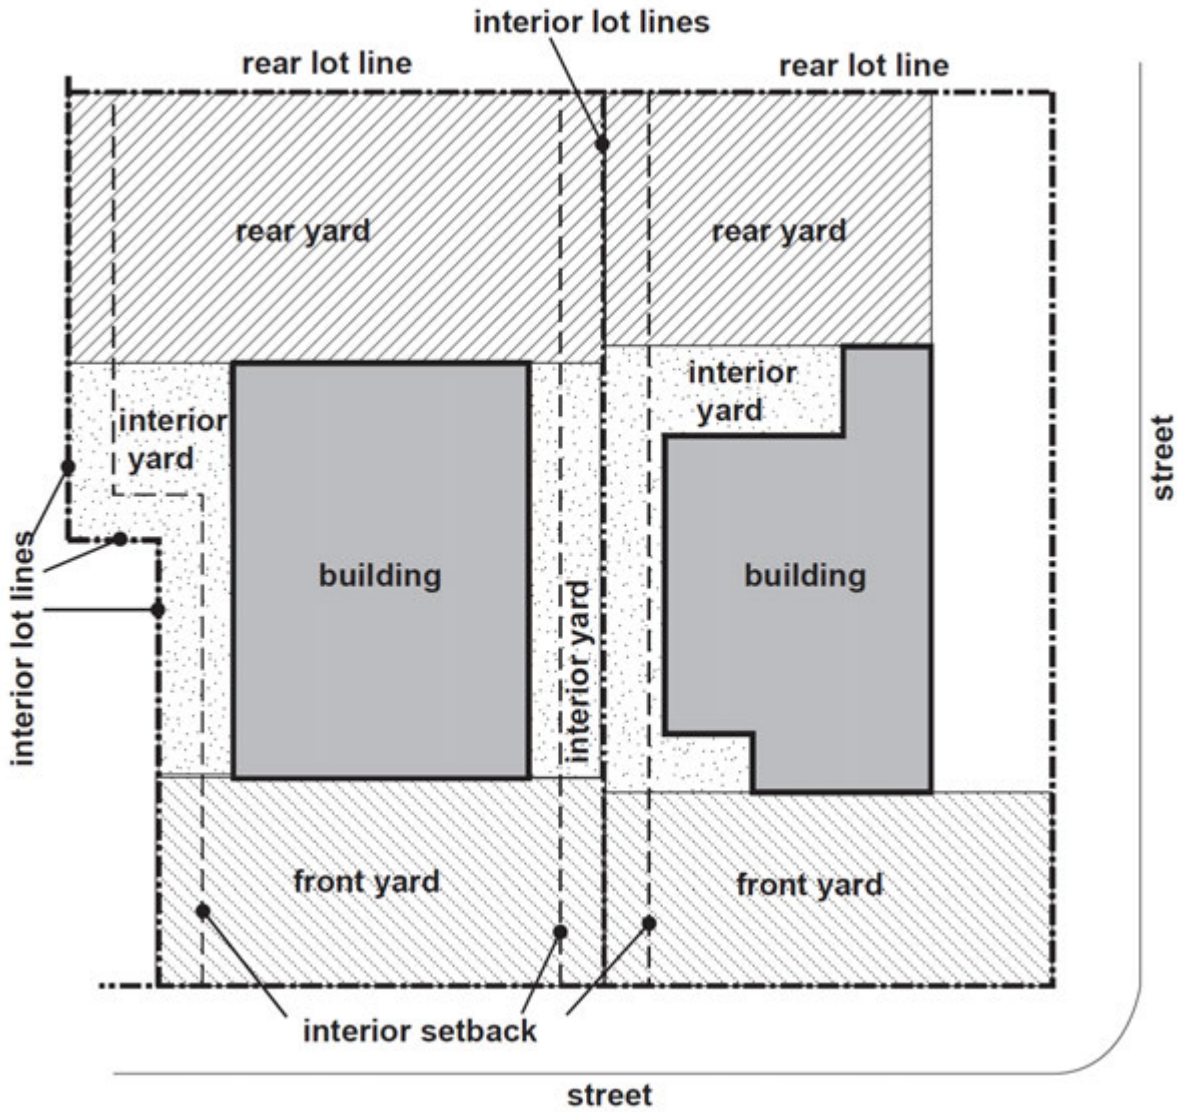 interior lot lines
rear lot line
rear lot line
rear yard
rear yard
interior
yard
interior
yard
street
interior lot lines
building
building
interior yard
front yard
front yard
interior setback
street